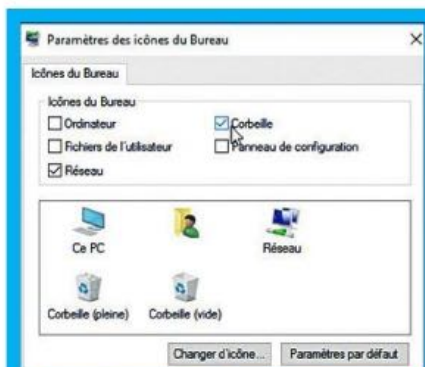 Paramètres des icônes du Bureau
Icônes du Bureau
Icônes du Bureau
Ordinateur
Corbeille
Fichiers de l'utilisateur
Panneau de configuration
Réseau
Ce PC
Réseau
Corbeille (pleine)
Corbeille (vide)
Changer d'icône...
Paramètres par défaut